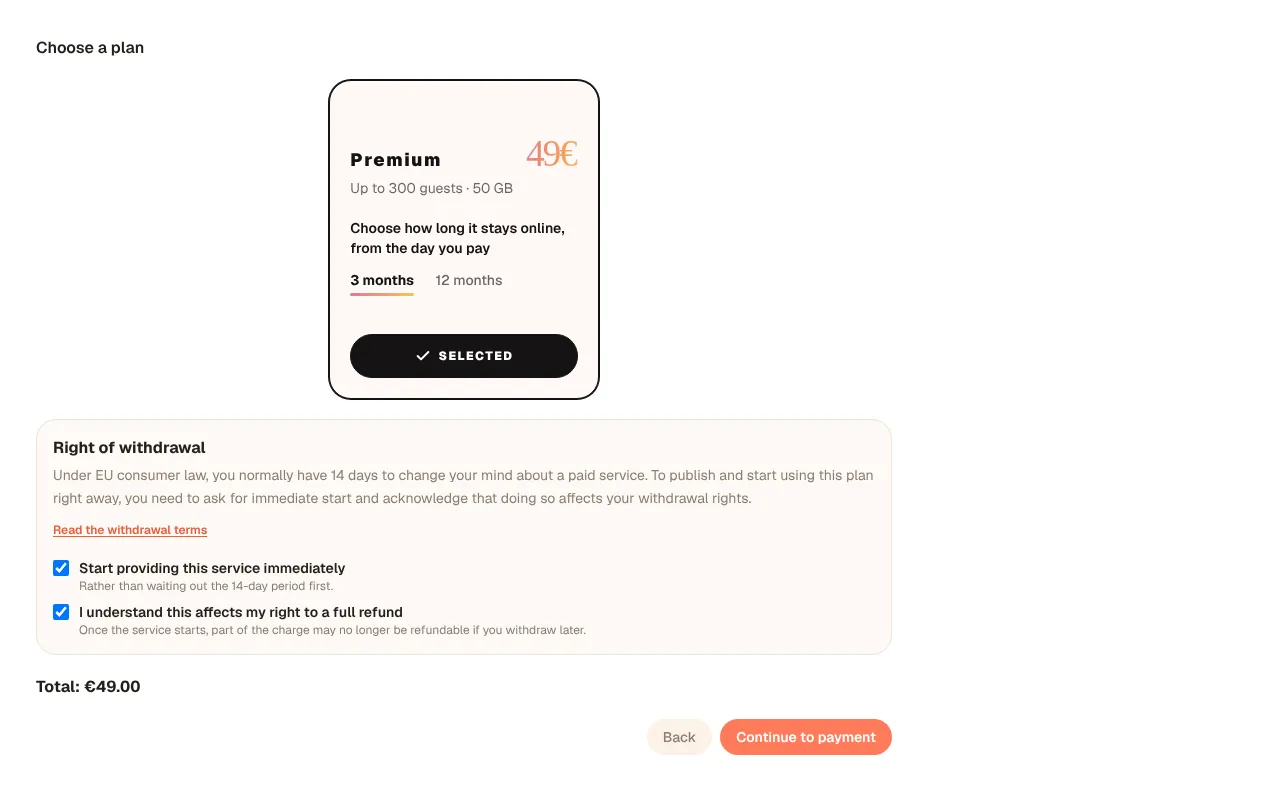 Choose a plan
Premium
49€
Up to 300 guests · 50 GB
Choose how long it stays online,
from the day you pay
3 months 12 months
SELECTED
Right of withdrawal
Under EU consumer law, you normally have 14 days to change your mind about a paid service. To publish and start using this plan
right away, you need to ask for immediate start and acknowledge that doing so affects your withdrawal rights.
Read the withdrawal terms
Start providing this service immediately
Rather than waiting out the 14-day period first.
I understand this affects my right to a full refund
Once the service starts, part of the charge may no longer be refundable if you withdraw later.
Total: €49.00
Back Continue to payment